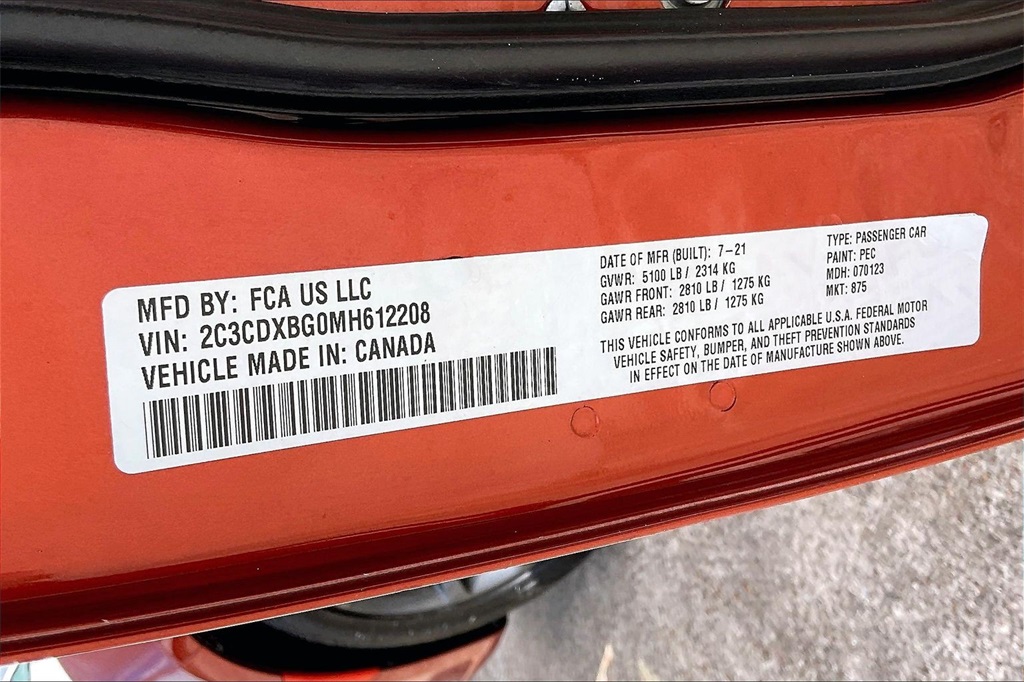 MFD BY: FCA US LLC
VIN: 2C3CDXBG0MH612208
VEHICLE MADE IN: CANADA
DATE OF MFR (BUILT): 7-21
GVWR: 5100 LB / 2314 KG
GAWR FRONT: 2810 LB / 1275 KG
GAWR REAR: 2810 LB / 1275 KG
TYPE: PASSENGER CAR
PAINT: PEC
MDH: 070123
MKT: 875
THIS VEHICLE CONFORMS TO ALL APPLICABLE U.S.A. FEDERAL MOTOR
VEHICLE SAFETY, BUMPER, AND THEFT PREVENTION STANDARDS
IN EFFECT ON THE DATE OF MANUFACTURE SHOWN ABOVE.